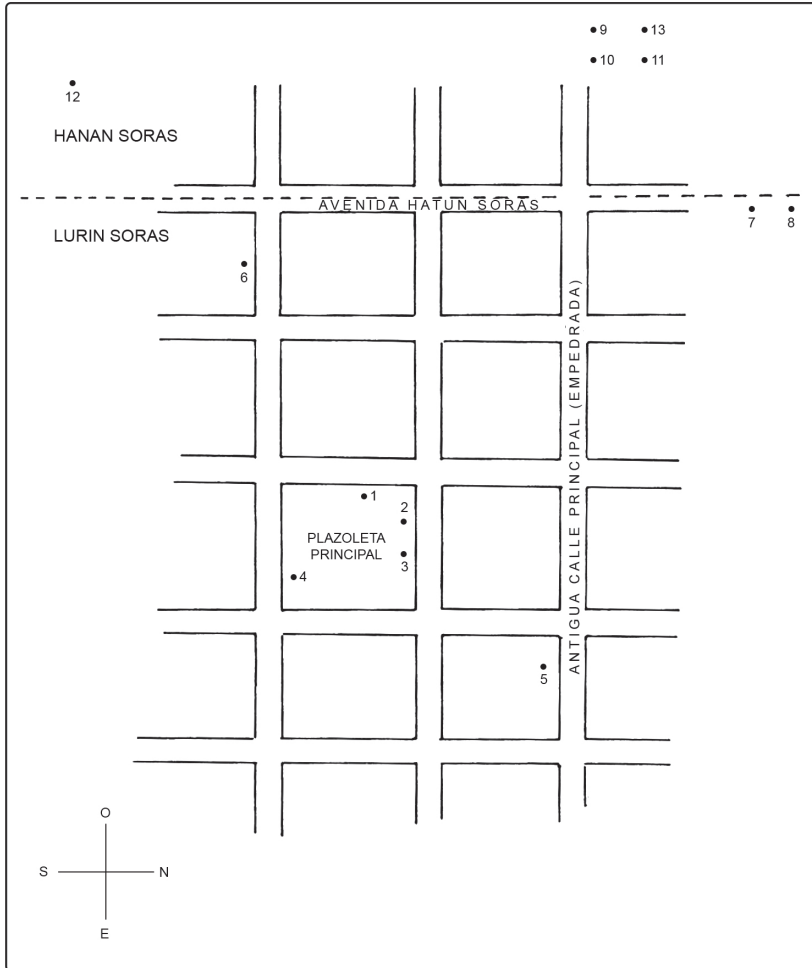 9
13
10
11
12
HANAN SORAS
AVENIDA HATUN SORAS
LURIN SORAS
7
8
6
ANTIGUA CALLE PRINCIPAL (EMPEDRADA)
1
2
PLAZOLETA
PRINCIPAL
3
4
5
O
S
N
E